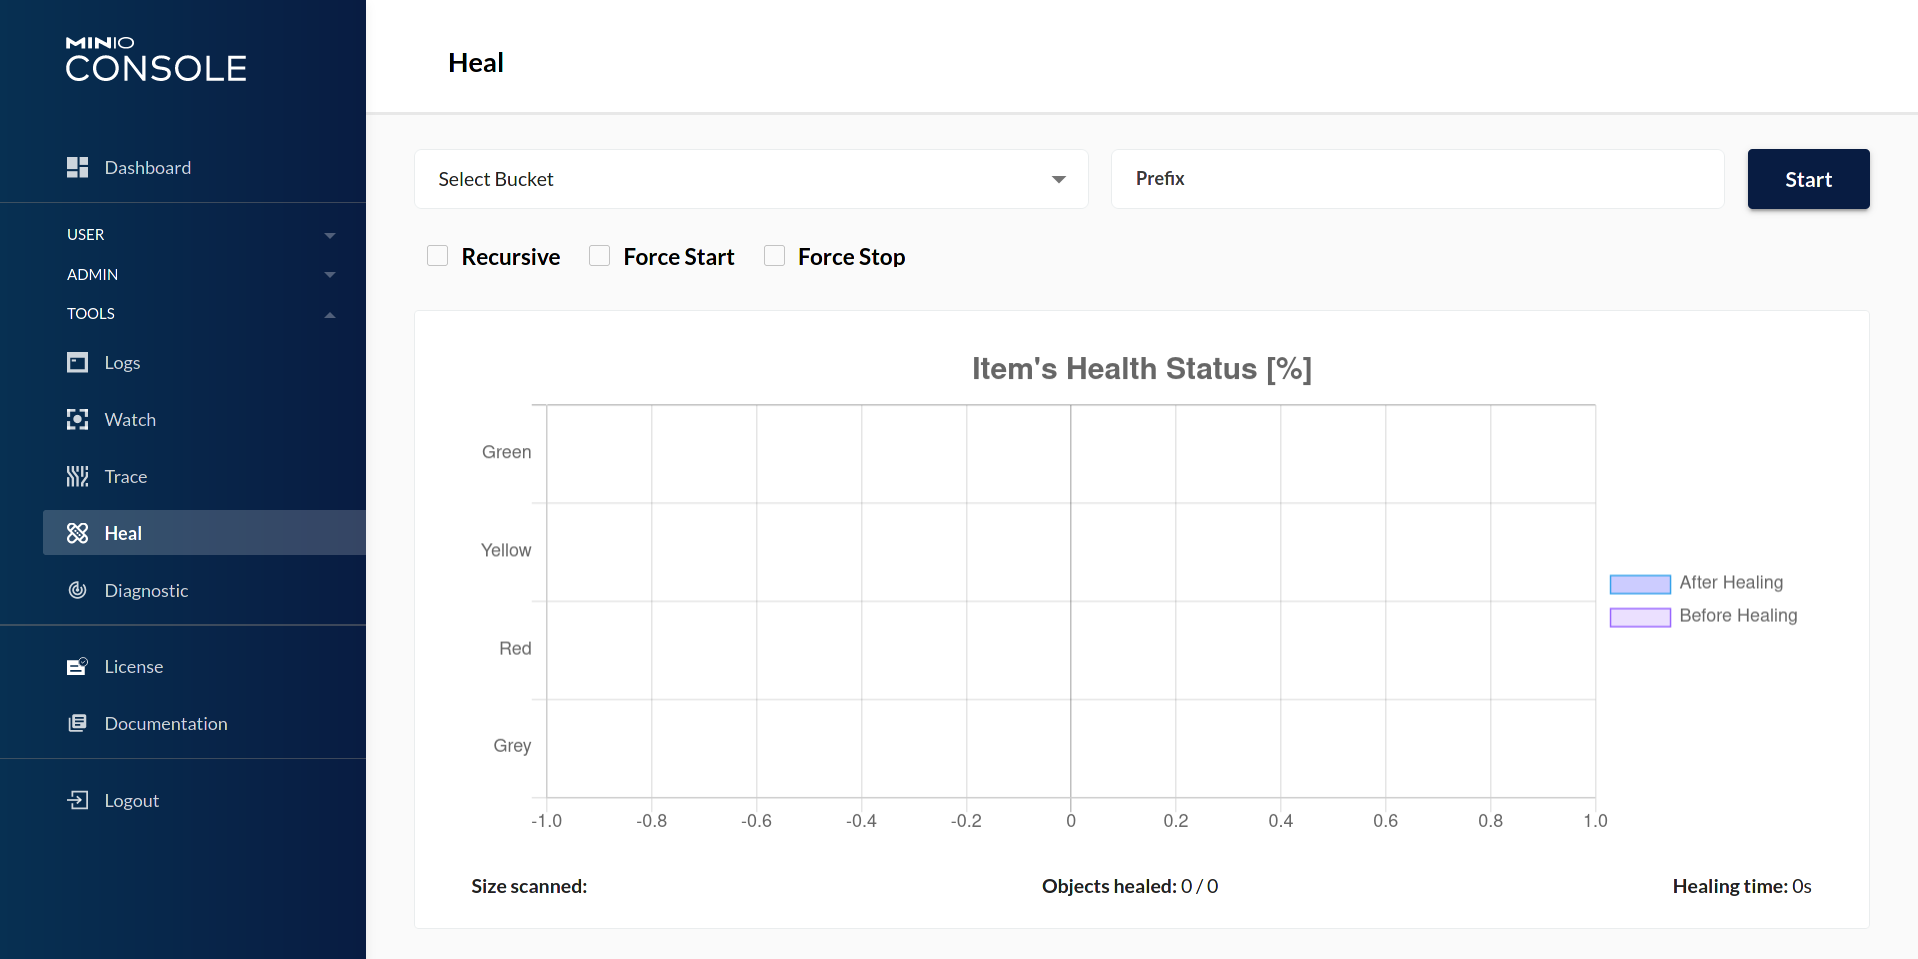 MINIO
CONSOLE
Dashboard
USER
ADMIN
TOOLS
Logs
Watch
Trace
Heal
Diagnostic
License
Documentation
Logout
Heal
Select Bucket
Prefix
Start
Recursive
Force Start
Force Stop
Item's Health Status [%]
Green
Yellow
Red
Grey
-1.0 -0.8 -0.6 -0.4 -0.2 0 0.2 0.4 0.6 0.8 1.0
After Healing
Before Healing
Size scanned:
Objects healed: 0 / 0
Healing time: 0s